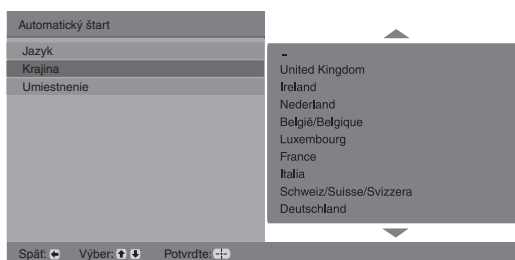 Automatický štart
Jazyk
Krajina
Umiestnenie
-
United Kingdom
Ireland
Nederland
België/Belgique
Luxembourg
France
Italia
Schweiz/Suisse/Svizzera
Deutschland
Späť: Výber: Potvrďte: